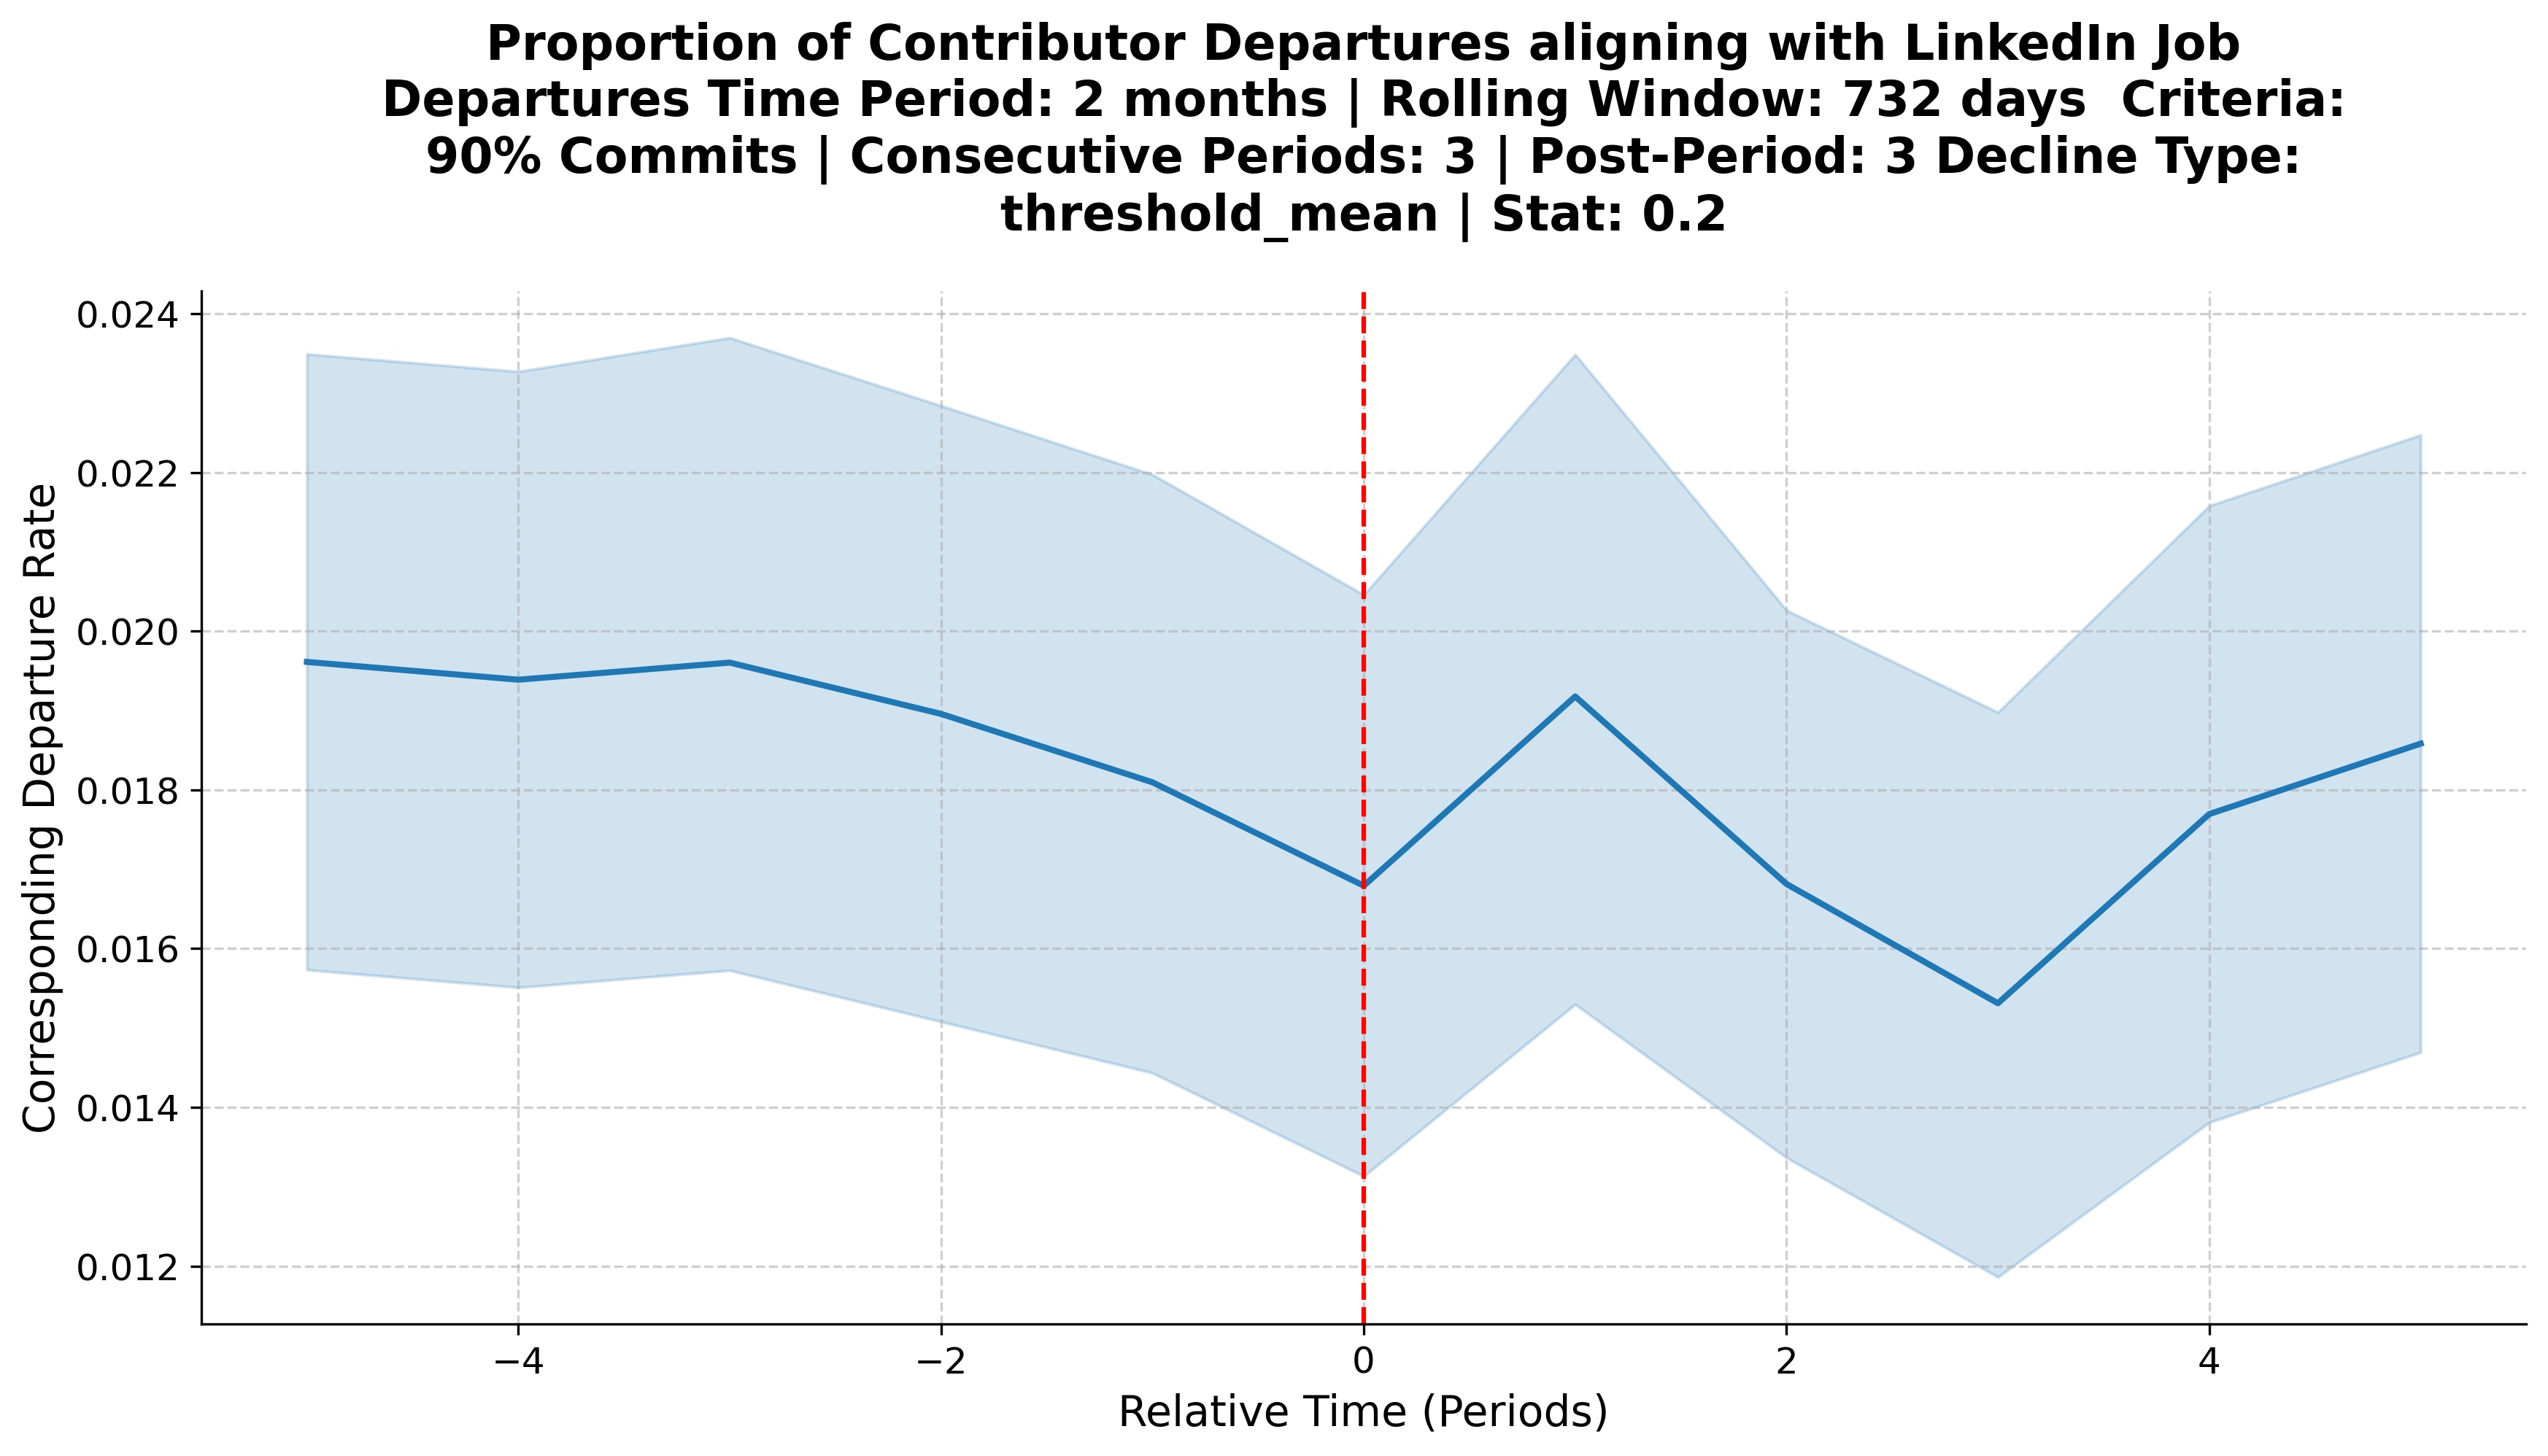 Proportion of Contributor Departures aligning with LinkedIn Job
Departures Time Period: 2 months | Rolling Window: 732 days  Criteria:
90% Commits | Consecutive Periods: 3 | Post-Period: 3 Decline Type:
threshold_mean | Stat: 0.2
0.024
0.022
0.020
0.018
0.016
0.014
0.012
Corresponding Departure Rate
−4
−2
0
2
4
Relative Time (Periods)